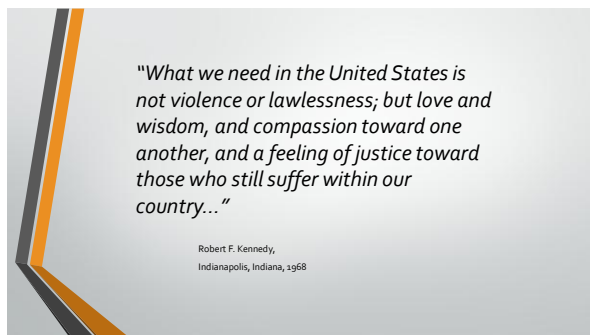 “What we need in the United States is
not violence or lawlessness; but love and
wisdom, and compassion toward one
another, and a feeling of justice toward
those who still suffer within our
country…”
Robert F. Kennedy,
Indianapolis, Indiana, 1968